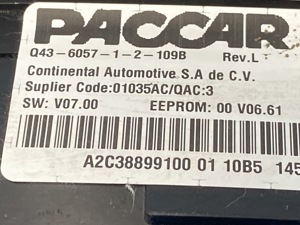 PACCAR
Q43-6057-1-2-109B Rev.L
Continental Automotive S.A de C.V.
Suplier Code:01035AC/QAC:3
SW: V07.00 EEPROM: 00 V06.61
A2C38899100 01 10B5 145